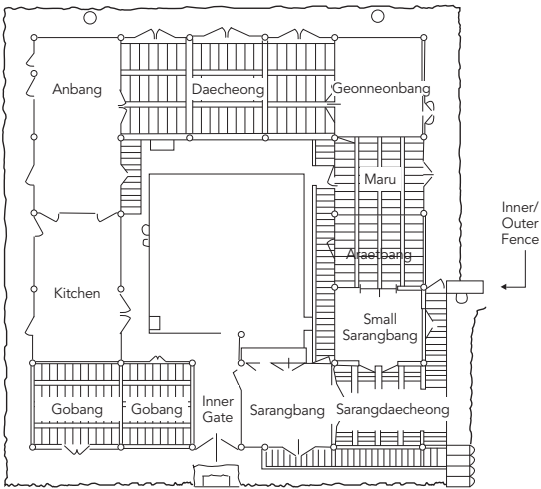 Anbang
Daecheong
Geonneonbang
Maru
Inner/
Outer
Fence
Araetbang
Kitchen
Small
Sarangbang
Gobang
Gobang
Inner
Gate
Sarangbang
Sarangdaecheong